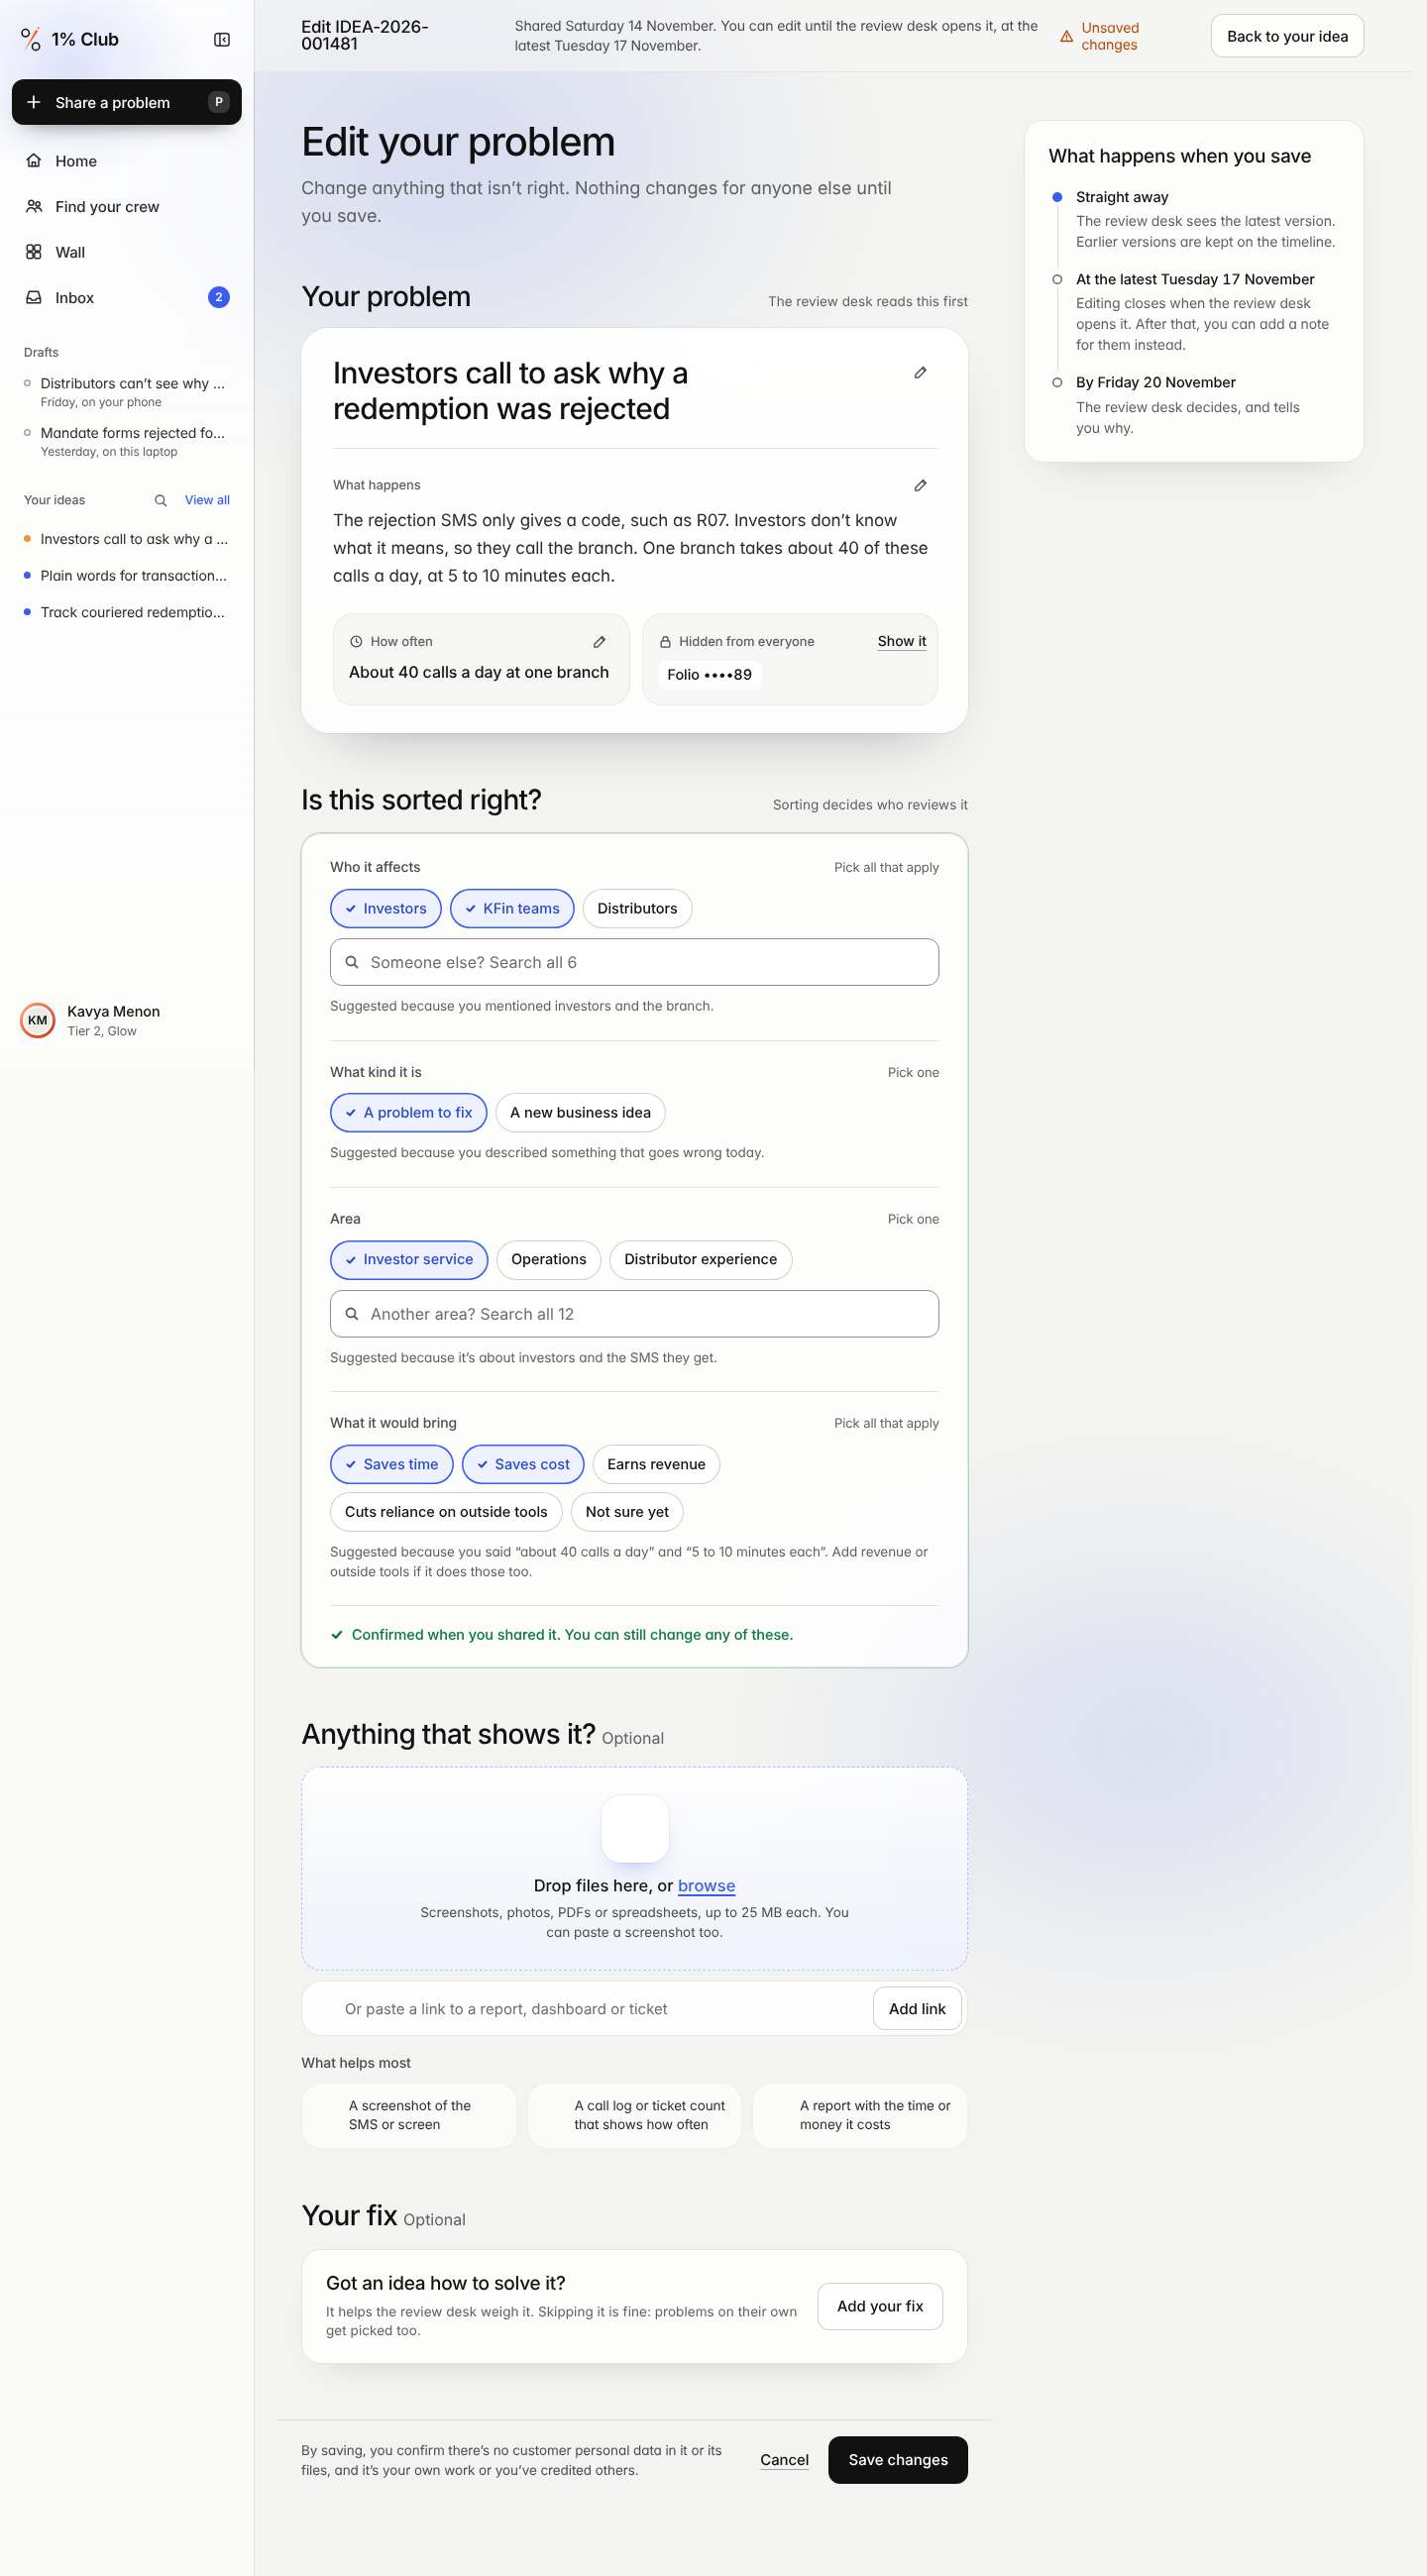 1% Club
Share a problem P
Home
Find your crew
Wall
Inbox 2
Drafts
Distributors can’t see why ...
Friday, on your phone
Mandate forms rejected fo...
Yesterday, on this laptop
Your ideas View all
Investors call to ask why a ...
Plain words for transaction...
Track couriered redemptio...
KM
Kavya Menon
Tier 2, Glow
Edit IDEA-2026-
001481
Shared Saturday 14 November. You can edit until the review desk opens it, at the
latest Tuesday 17 November.
Unsaved
changes
Back to your idea
Edit your problem
Change anything that isn’t right. Nothing changes for anyone else until
you save.
Your problem
The review desk reads this first
Investors call to ask why a
redemption was rejected
What happens
The rejection SMS only gives a code, such as R07. Investors don’t know
what it means, so they call the branch. One branch takes about 40 of these
calls a day, at 5 to 10 minutes each.
How often
About 40 calls a day at one branch
Hidden from everyone Show it
Folio ••••89
Is this sorted right?
Sorting decides who reviews it
Who it affects Pick all that apply
Investors KFin teams Distributors
Someone else? Search all 6
Suggested because you mentioned investors and the branch.
What kind it is Pick one
A problem to fix A new business idea
Suggested because you described something that goes wrong today.
Area Pick one
Investor service Operations Distributor experience
Another area? Search all 12
Suggested because it’s about investors and the SMS they get.
What it would bring Pick all that apply
Saves time Saves cost Earns revenue
Cuts reliance on outside tools Not sure yet
Suggested because you said “about 40 calls a day” and “5 to 10 minutes each”. Add revenue or
outside tools if it does those too.
Confirmed when you shared it. You can still change any of these.
Anything that shows it? Optional
Drop files here, or browse
Screenshots, photos, PDFs or spreadsheets, up to 25 MB each. You
can paste a screenshot too.
Or paste a link to a report, dashboard or ticket Add link
What helps most
A screenshot of the
SMS or screen
A call log or ticket count
that shows how often
A report with the time or
money it costs
Your fix Optional
Got an idea how to solve it?
It helps the review desk weigh it. Skipping it is fine: problems on their own
get picked too.
Add your fix
By saving, you confirm there’s no customer personal data in it or its
files, and it’s your own work or you’ve credited others.
Cancel Save changes
What happens when you save
Straight away
The review desk sees the latest version.
Earlier versions are kept on the timeline.
At the latest Tuesday 17 November
Editing closes when the review desk
opens it. After that, you can add a note
for them instead.
By Friday 20 November
The review desk decides, and tells
you why.